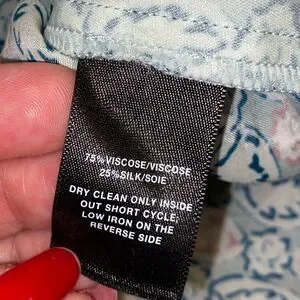 75%VISCOSE/VISCOSE
25%SILK/SOIE
DRY CLEAN ONLY INSIDE
OUT SHORT CYCLE,
LOW IRON ON THE
REVERSE SIDE